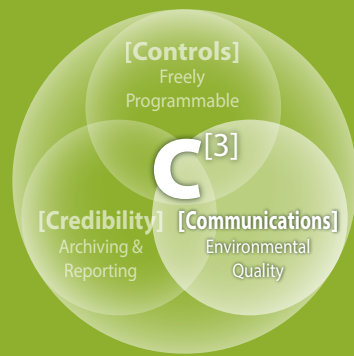 [Controls]
Freely
Programmable
C[3]
[Credibility] [Communications]
Archiving & Environmental
Reporting Quality